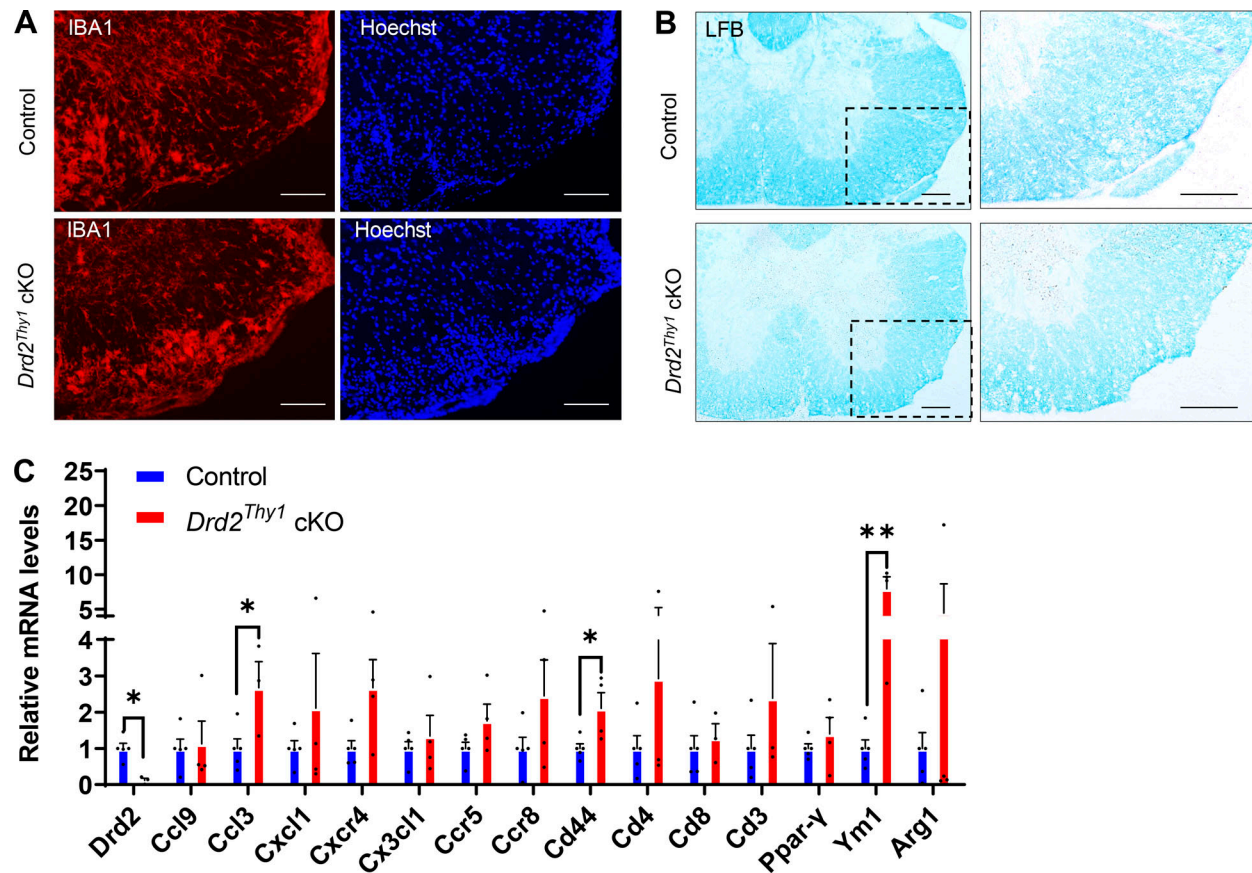 A
IBA1
Hoechst
Control
IBA1
Hoechst
Drd2Thy1 cKO
B
LFB
Control
Drd2Thy1 cKO
C
Control
Drd2Thy1 cKO
Relative mRNA levels
25
20
15
10
5
4
3
2
1
0
*
*
*
**
Drd2
Ccl9
Ccl3
Cxcl1
Cxcr4
Cx3cl1
Ccr5
Ccr8
Cd44
Cd4
Cd8
Cd3
Ppar-γ
Ym1
Arg1